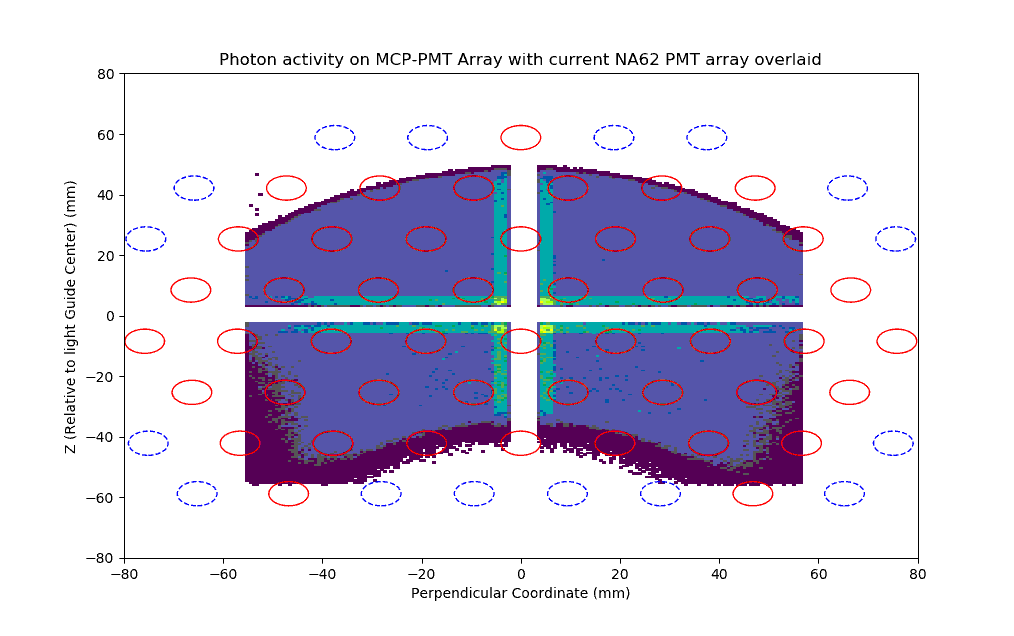 Photon activity on MCP-PMT Array with current NA62 PMT array overlaid
80
60
40
20
0
−20
−40
−60
−80
Z (Relative to light Guide Center) (mm)
−80 −60 −40 −20 0 20 40 60 80
Perpendicular Coordinate (mm)